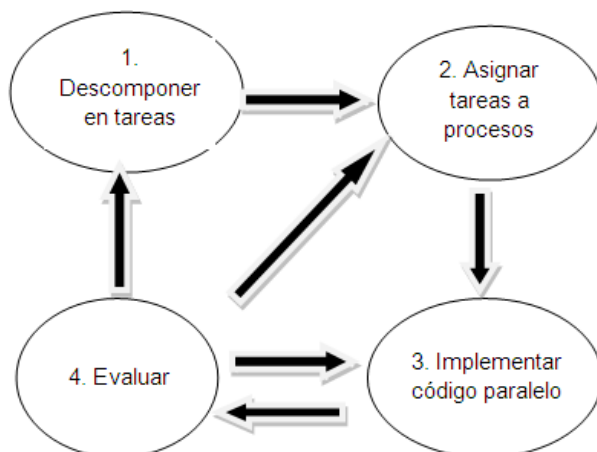 1.
Descomponer
en tareas
2. Asignar
tareas a
procesos
4. Evaluar
3. Implementar
código paralelo